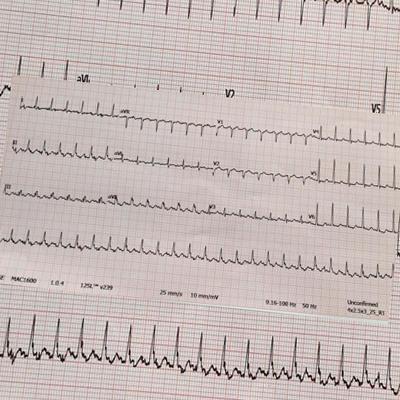 aVL
V2
V5
I
aVR
V1
V4
II
aVL
V2
V5
III
aVF
V3
V6
MAC1600 1.0.4 12SL™ v239
25 mm/s 10 mm/mV
0.16-100 Hz 50 Hz
Unconfirmed
4x2.5x3_25_R1